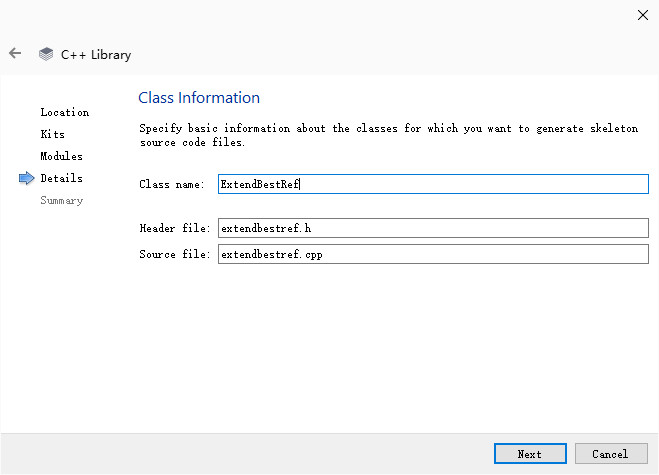 C++ Library
Location
Kits
Modules
Details
Summary
Class Information
Specify basic information about the classes for which you want to generate skeleton
source code files.
Class name: ExtendBestRef
Header file: extendbestref.h
Source file: extendbestref.cpp
Next Cancel